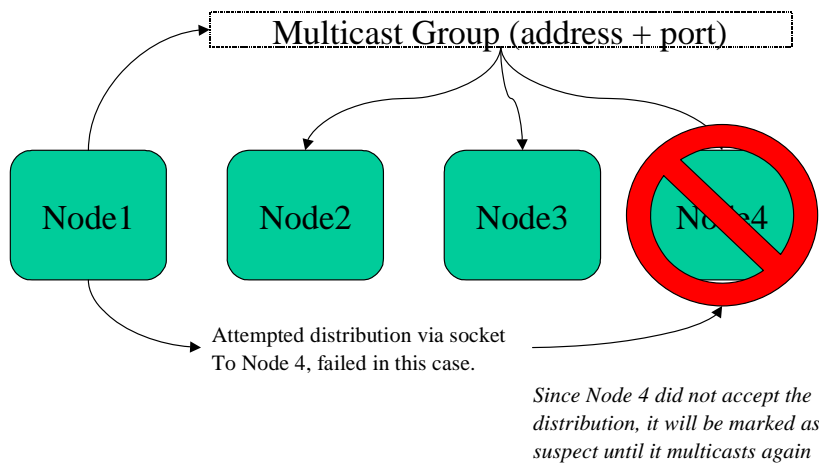 Multicast Group (address + port)
Node1
Node2
Node3
Node4
Attempted distribution via socket
To Node 4, failed in this case.
Since Node 4 did not accept the
distribution, it will be marked as
suspect until it multicasts again